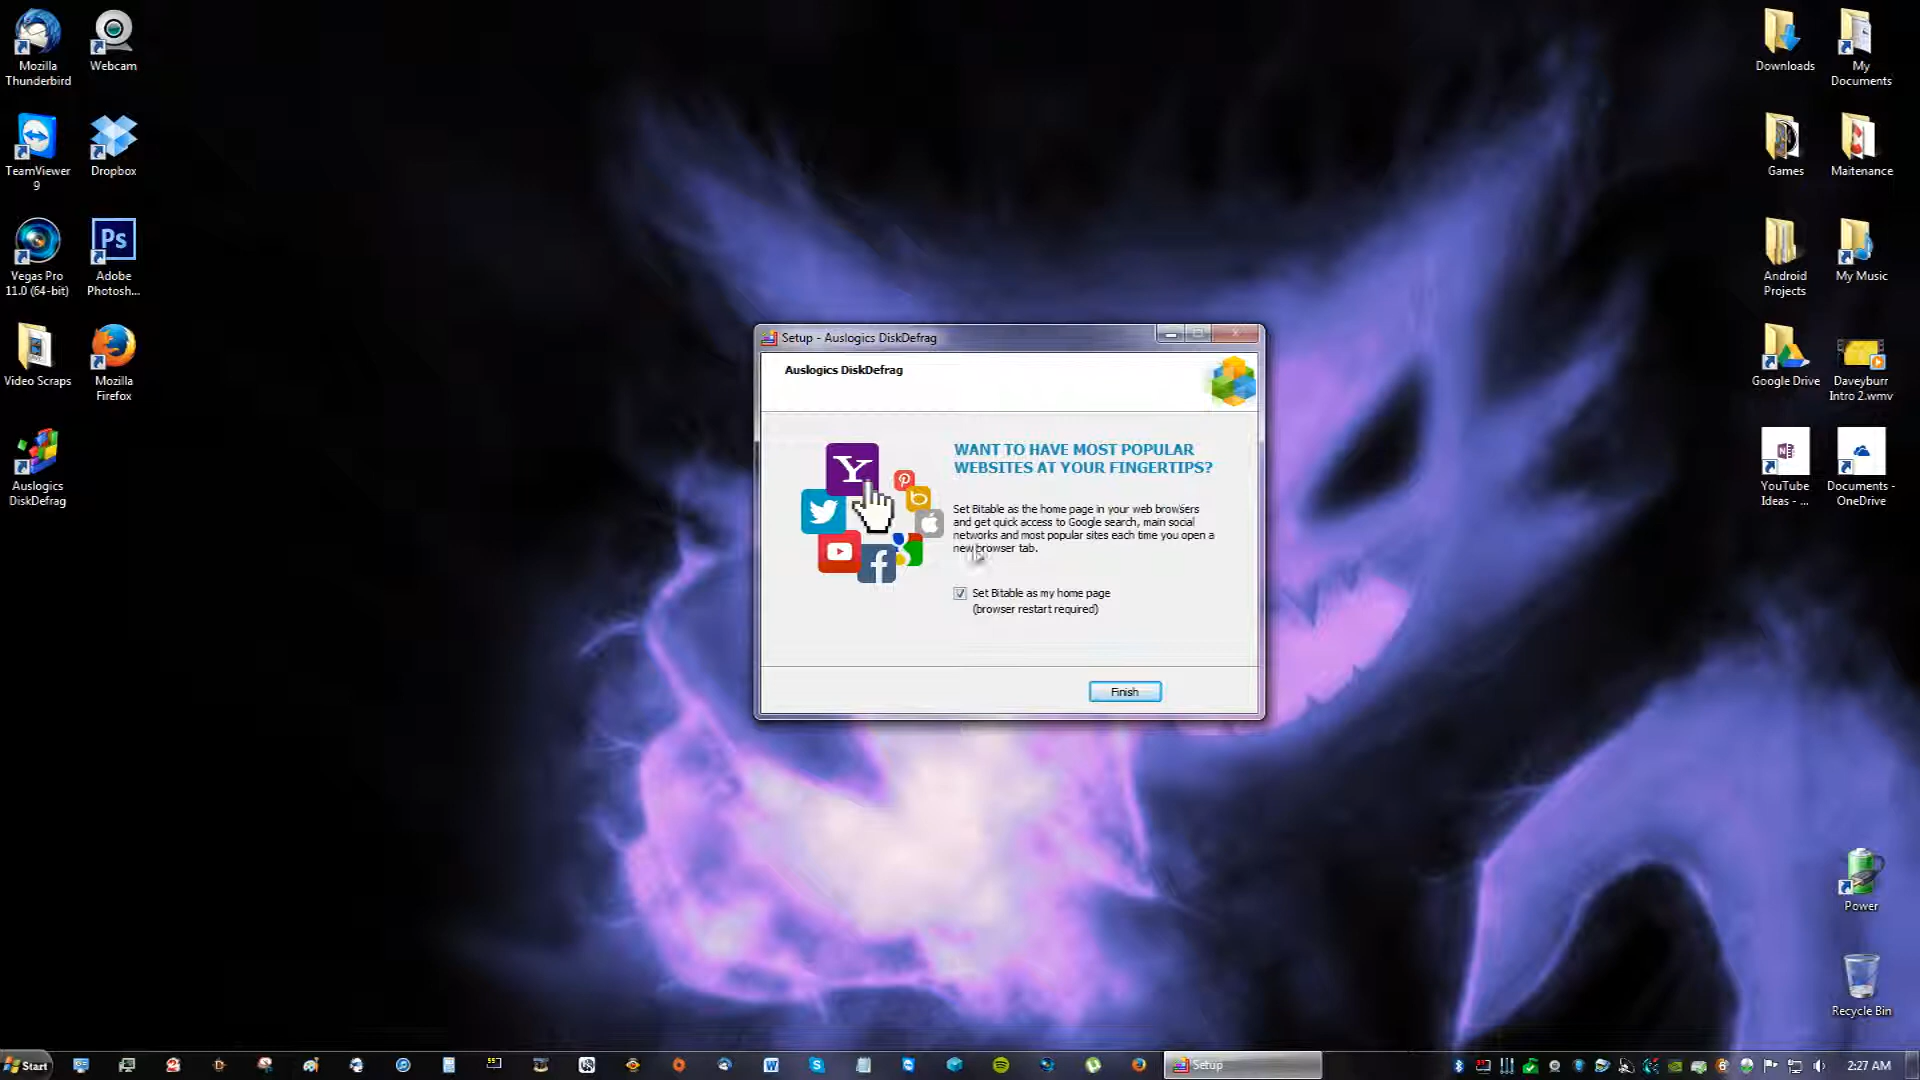 Mozilla
Thunderbird
Webcam
TeamViewer
9
Dropbox
Vegas Pro
11.0 (64-bit)
Ps
Adobe
Photosh...
Video Scraps
Mozilla
Firefox
Auslogics
DiskDefrag
Setup - Auslogics DiskDefrag
Auslogics DiskDefrag
WANT TO HAVE MOST POPULAR
WEBSITES AT YOUR FINGERTIPS?
Set Bitable as the home page in your web browsers
and get quick access to Google search, main social
networks and most popular sites each time you open a
new browser tab.
Set Bitable as my home page
(browser restart required)
Finish
Downloads
My
Documents
Games
Maitenance
Android
Projects
My Music
Google Drive
Daveyburr
Intro 2.wmv
YouTube
Ideas - ...
Documents -
OneDrive
Power
Recycle Bin
Start
Setup
2:27 AM